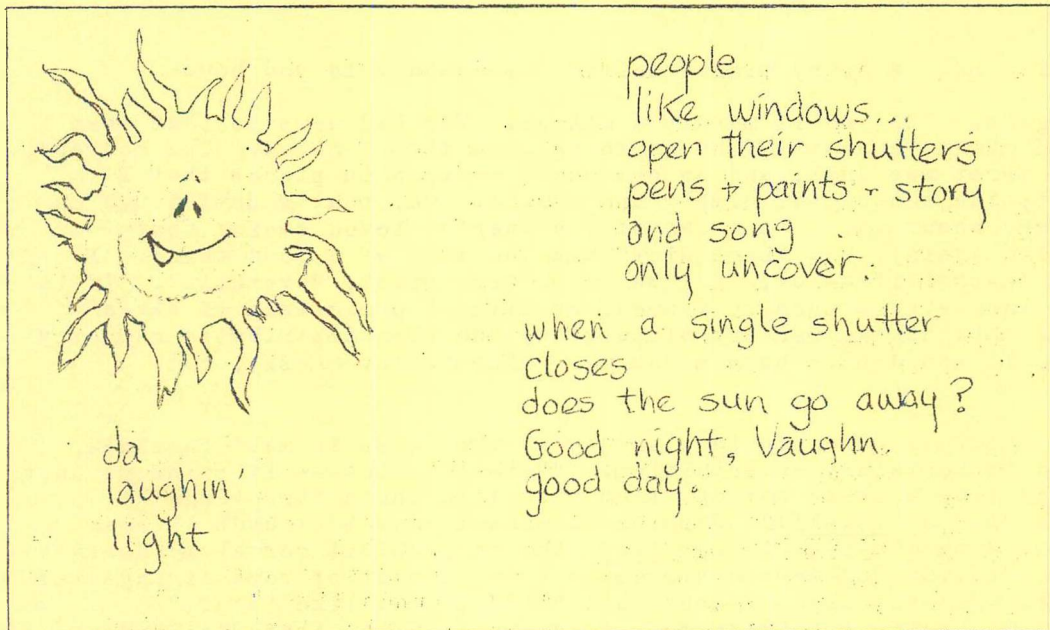 people
like windows...
open their shutters
pens + paints + story
and song
only uncover.
when a single shutter
closes
does the sun go away?
Good night, Vaughn.
good day.
da
laughin'
light